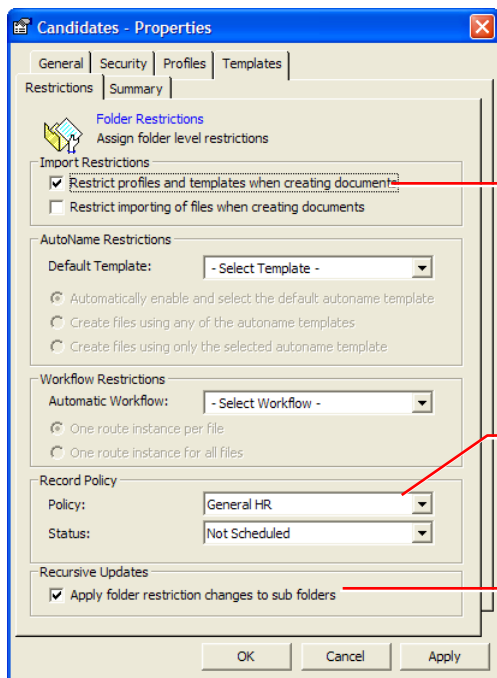 Candidates - Properties
General Security Profiles Templates
Restrictions Summary
Folder Restrictions
Assign folder level restrictions
Import Restrictions
Restrict profiles and templates when creating documents
Restrict importing of files when creating documents
AutoName Restrictions
Default Template: - Select Template -
Automatically enable and select the default autoname template
Create files using any of the autoname templates
Create files using only the selected autoname template
Workflow Restrictions
Automatic Workflow: - Select Workflow -
One route instance per file
One route instance for all files
Record Policy
Policy: General HR
Status: Not Scheduled
Recursive Updates
Apply folder restriction changes to sub folders
OK Cancel Apply